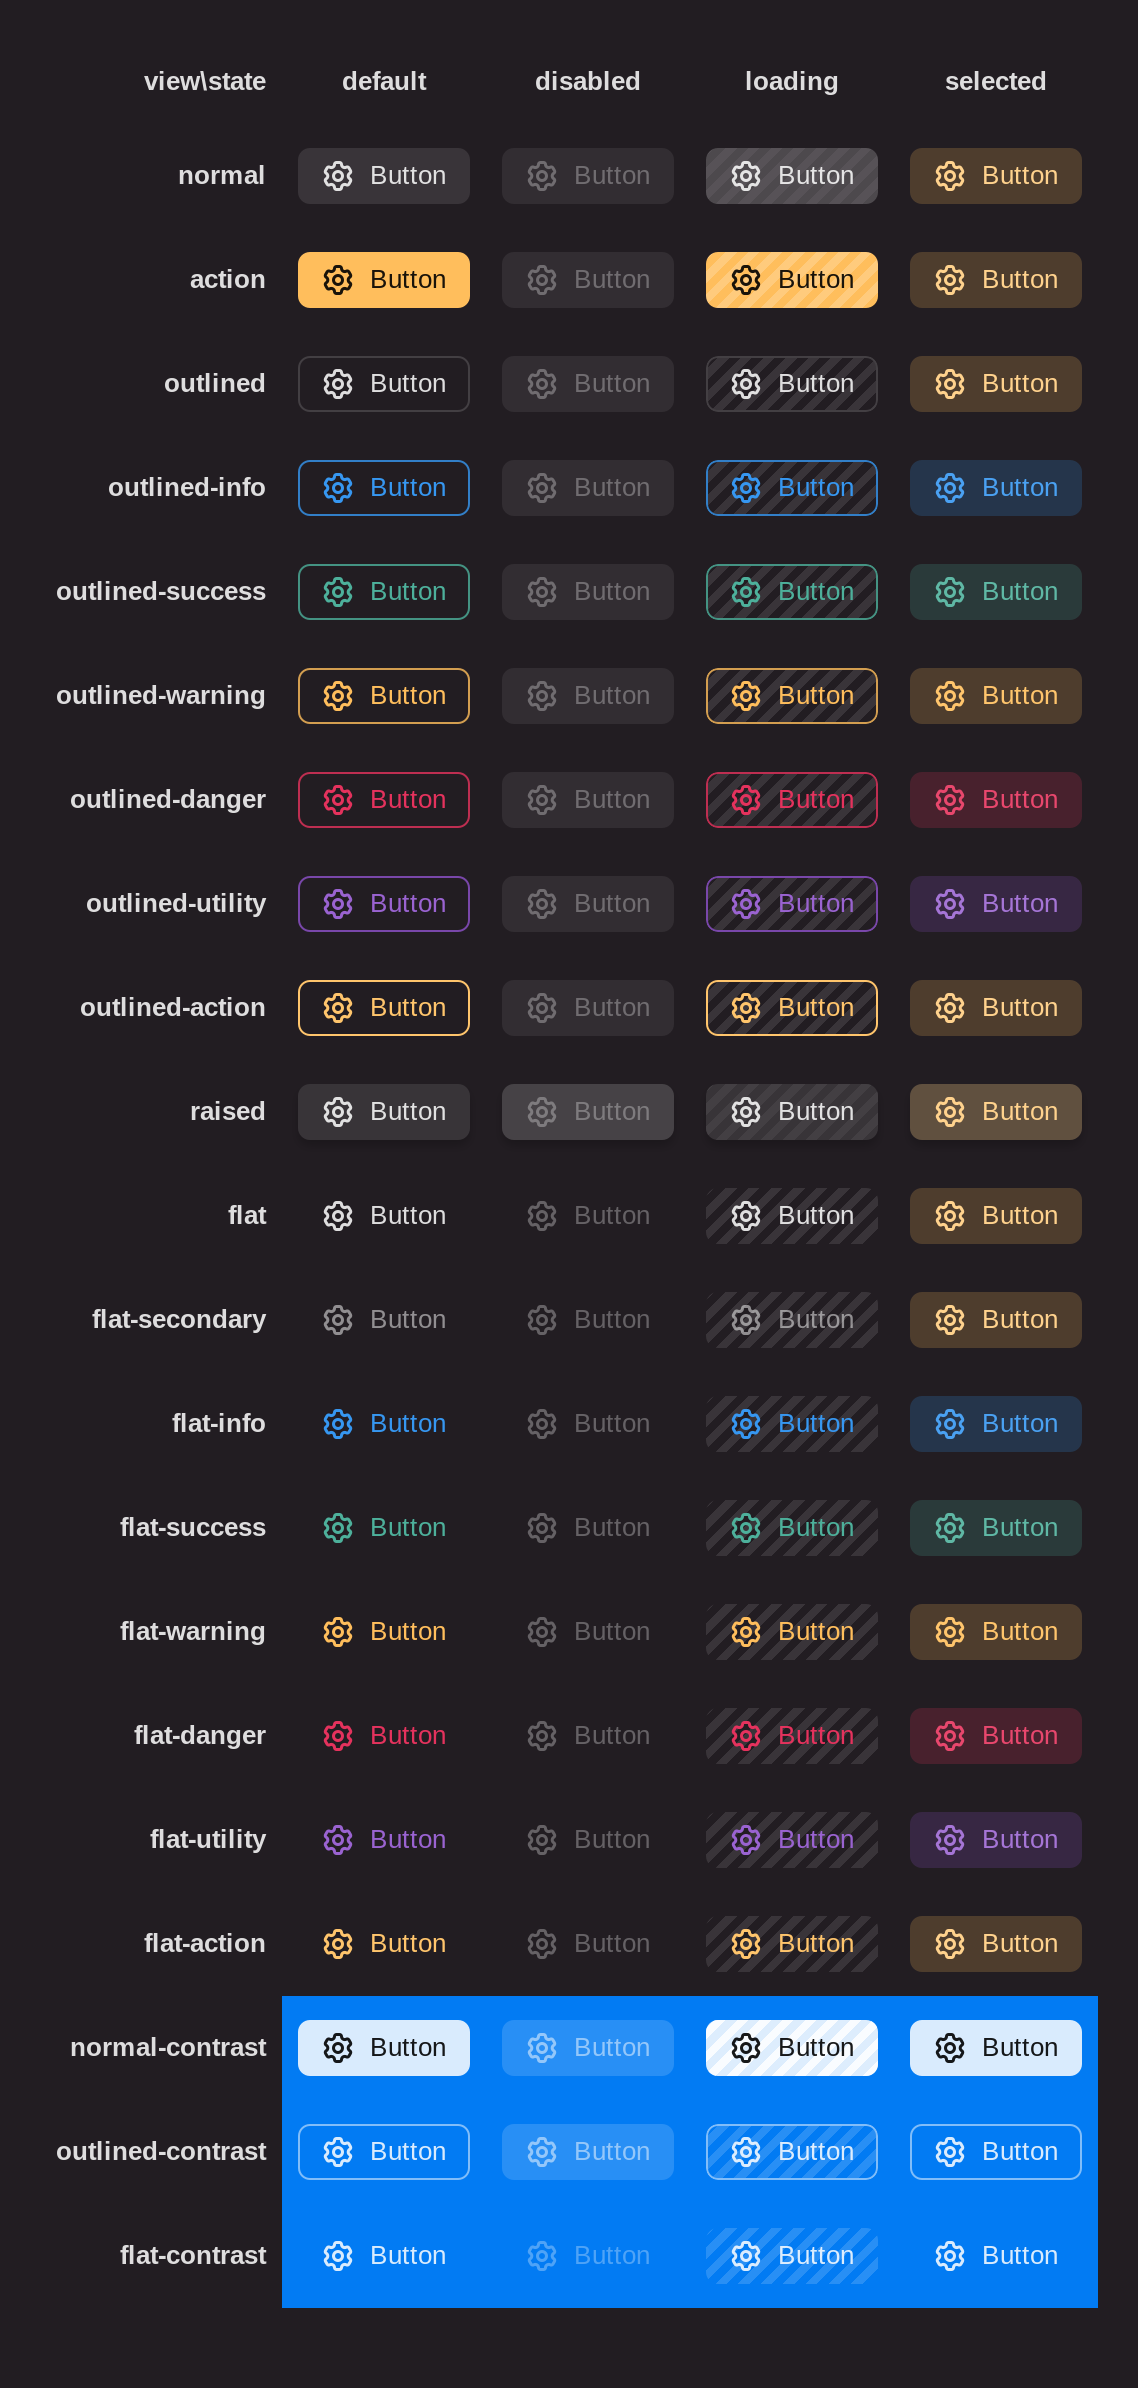 view\state default disabled loading selected
normal Button Button Button Button
action Button Button Button Button
outlined Button Button Button Button
outlined-info Button Button Button Button
outlined-success Button Button Button Button
outlined-warning Button Button Button Button
outlined-danger Button Button Button Button
outlined-utility Button Button Button Button
outlined-action Button Button Button Button
raised Button Button Button Button
flat Button Button Button Button
flat-secondary Button Button Button Button
flat-info Button Button Button Button
flat-success Button Button Button Button
flat-warning Button Button Button Button
flat-danger Button Button Button Button
flat-utility Button Button Button Button
flat-action Button Button Button Button
normal-contrast Button Button Button Button
outlined-contrast Button Button Button Button
flat-contrast Button Button Button Button